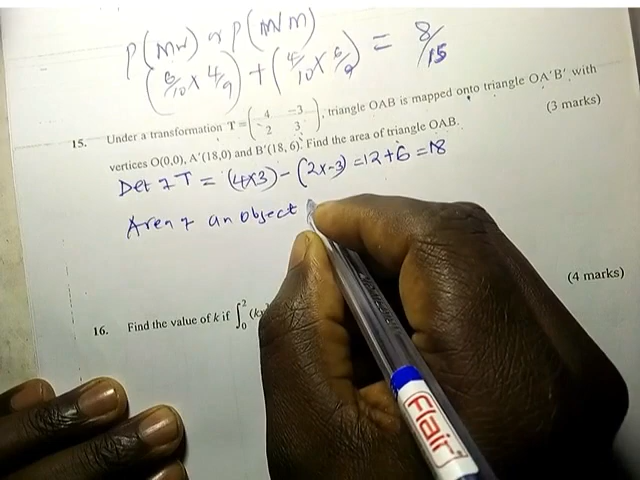 P(MW) or P(WM)
(6/10 x 4/9) + (4/10 x 6/9) = 8/15
15. Under a transformation T = ( 4 -3 ; 2 3 ), triangle OAB is mapped onto triangle OA'B' with
vertices O(0,0), A'(18,0) and B'(18, 6). Find the area of triangle OAB. (3 marks)
Det of T = (4x3) - (2x-3) = 12 + 6 = 18
Area of an object
16. Find the value of k if ∫₀² (4 marks)
Flair